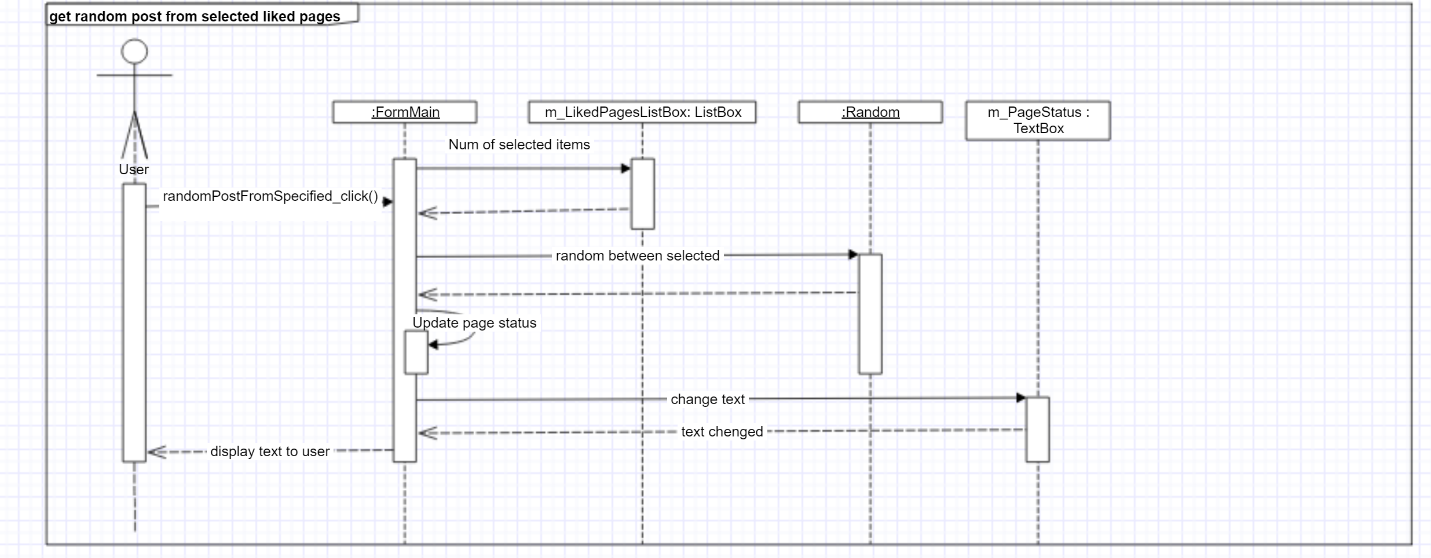 get random post from selected liked pages
:FormMain
m_LikedPagesListBox: ListBox
:Random
m_PageStatus :
TextBox
Num of selected items
User
randomPostFromSpecified_click()
random between selected
Update page status
change text
text chenged
display text to user